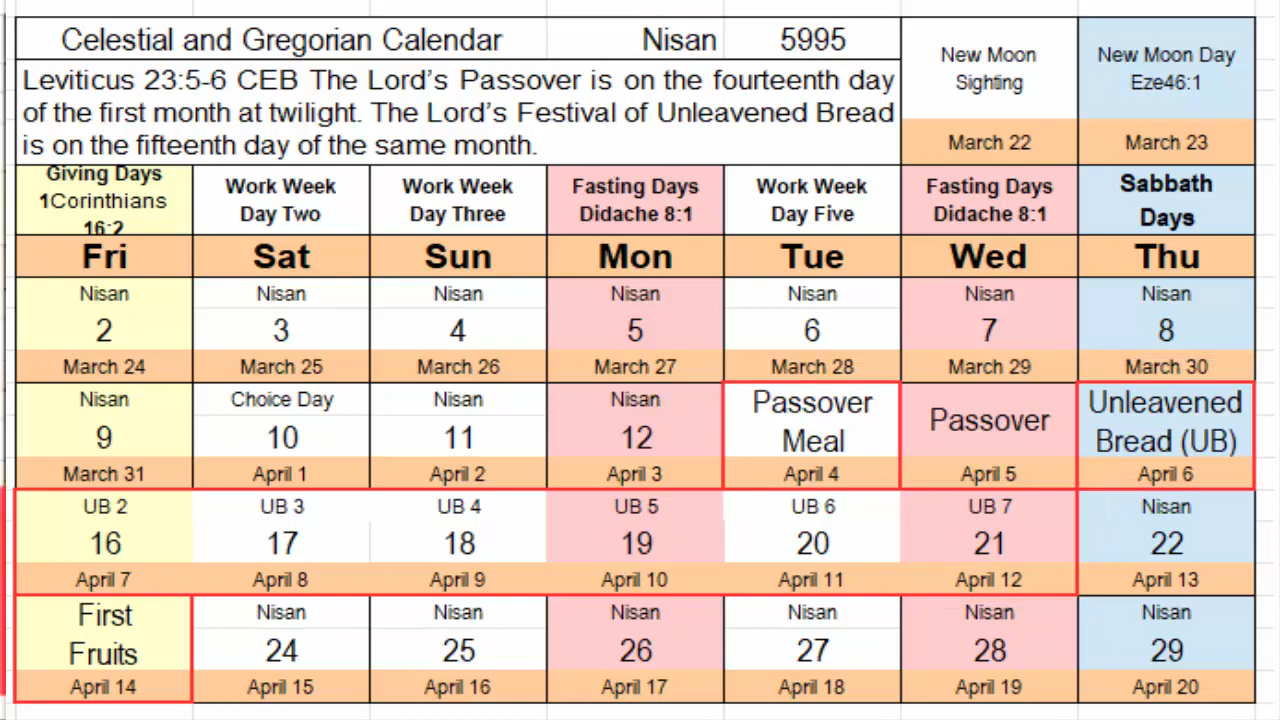 Celestial and Gregorian Calendar Nisan 5995
New Moon
Sighting
March 22
New Moon Day
Eze46:1
March 23
Leviticus 23:5-6 CEB The Lord's Passover is on the fourteenth day
of the first month at twilight. The Lord's Festival of Unleavened Bread
is on the fifteenth day of the same month.
Giving Days
1Corinthians
16:2
Work Week
Day Two
Work Week
Day Three
Fasting Days
Didache 8:1
Work Week
Day Five
Fasting Days
Didache 8:1
Sabbath
Days
Fri Sat Sun Mon Tue Wed Thu
Nisan Nisan Nisan Nisan Nisan Nisan Nisan
2 3 4 5 6 7 8
March 24 March 25 March 26 March 27 March 28 March 29 March 30
Nisan Choice Day Nisan Nisan
9 10 11 12
Passover
Meal
Passover
Unleavened
Bread (UB)
March 31 April 1 April 2 April 3 April 4 April 5 April 6
UB 2 UB 3 UB 4 UB 5 UB 6 UB 7 Nisan
16 17 18 19 20 21 22
April 7 April 8 April 9 April 10 April 11 April 12 April 13
First
Fruits
Nisan Nisan Nisan Nisan Nisan Nisan
24 25 26 27 28 29
April 14 April 15 April 16 April 17 April 18 April 19 April 20